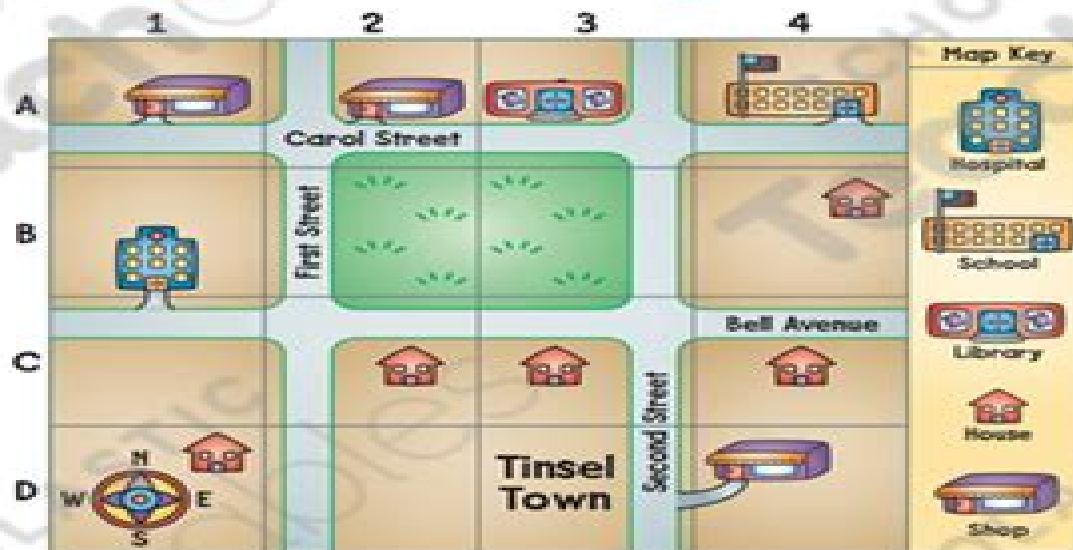 1 2 3 4
Map Key
A
Carol Street
Hospital
First Street
B
School
Bell Avenue
Library
C
Second Street
House
N
Tinsel
Town
D
W E
S
Shop